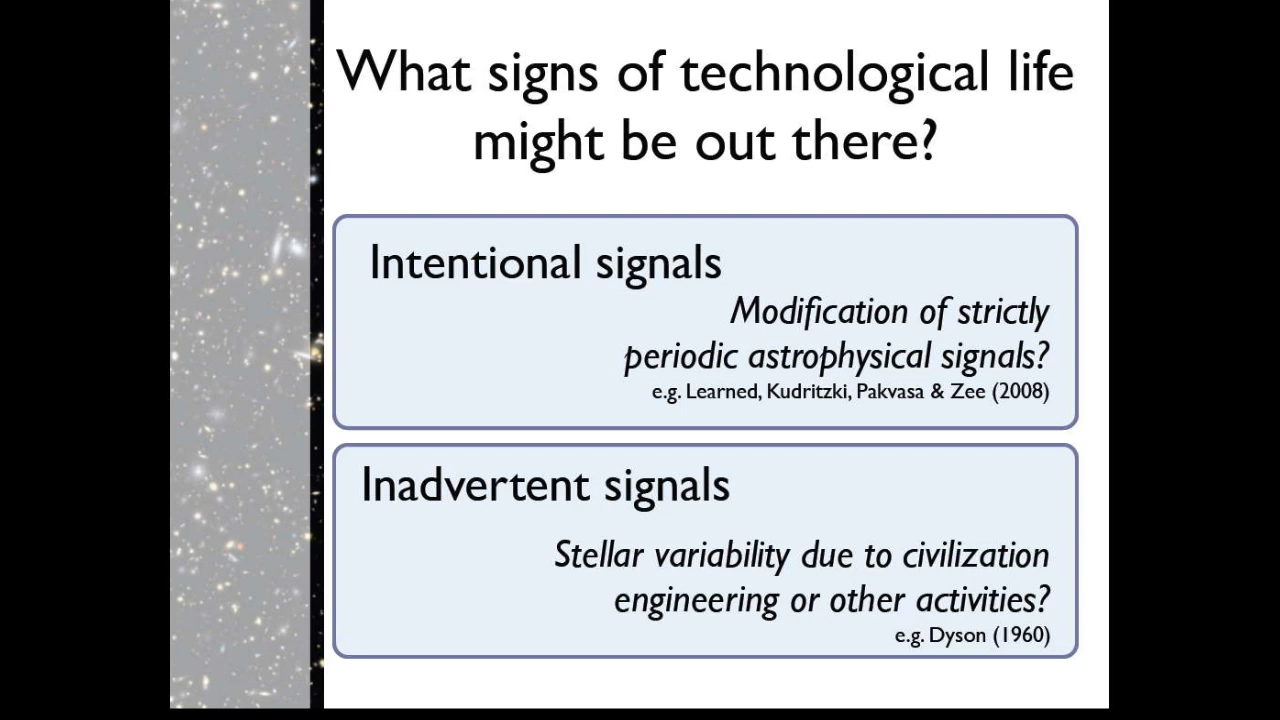 What signs of technological life
might be out there?
Intentional signals
Modification of strictly
periodic astrophysical signals?
e.g. Learned, Kudritzki, Pakvasa & Zee (2008)
Inadvertent signals
Stellar variability due to civilization
engineering or other activities?
e.g. Dyson (1960)